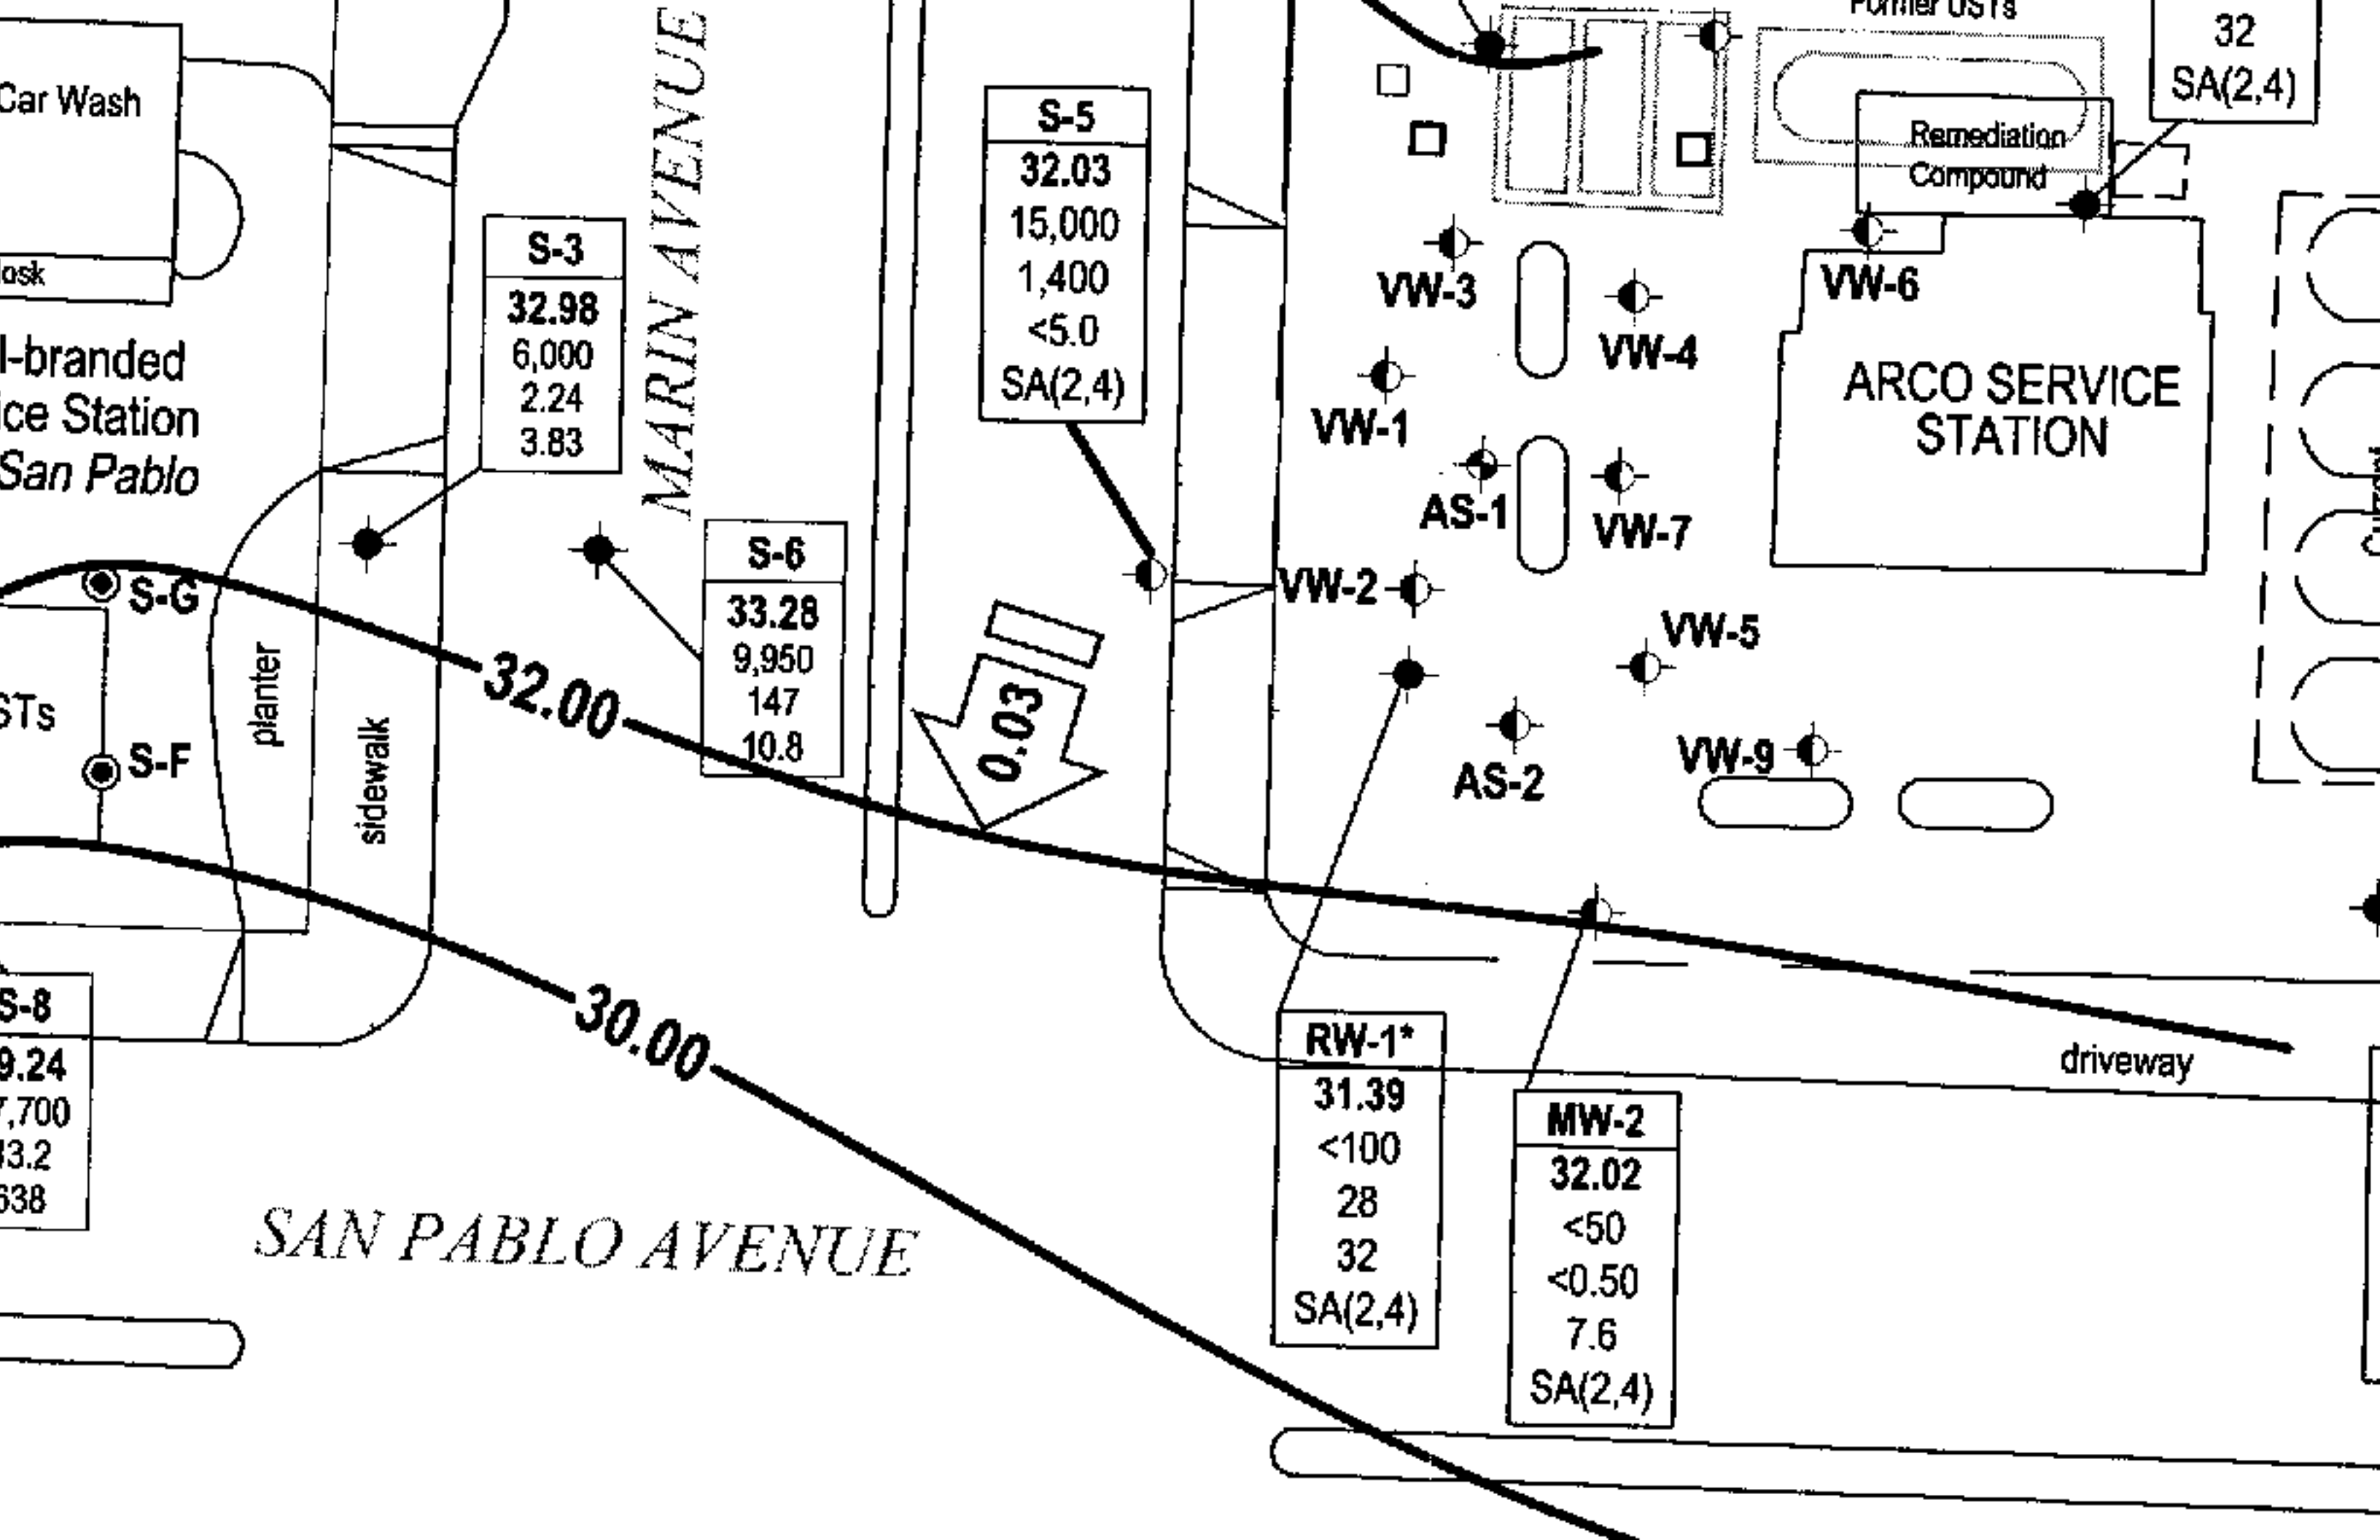 Car Wash
MARIN AVENUE
S-3
32.98
6,000
2.24
3.83
S-5
32.03
15,000
1,400
<5.0
SA(2,4)
Former USTs
32
SA(2,4)
Remediation
Compound
VW-3
VW-4
VW-6
VW-1
ARCO SERVICE
STATION
AS-1
VW-7
l-branded
ice Station
San Pablo
S-G
S-F
STs
planter
sidewalk
S-6
33.28
9,950
147
10.8
32.00
0.03
VW-2
VW-5
AS-2
VW-9
30.00
S-8
9.24
7,700
638
RW-1*
31.39
<100
28
32
SA(2,4)
MW-2
32.02
<50
<0.50
7.6
SA(2,4)
driveway
SAN PABLO AVENUE